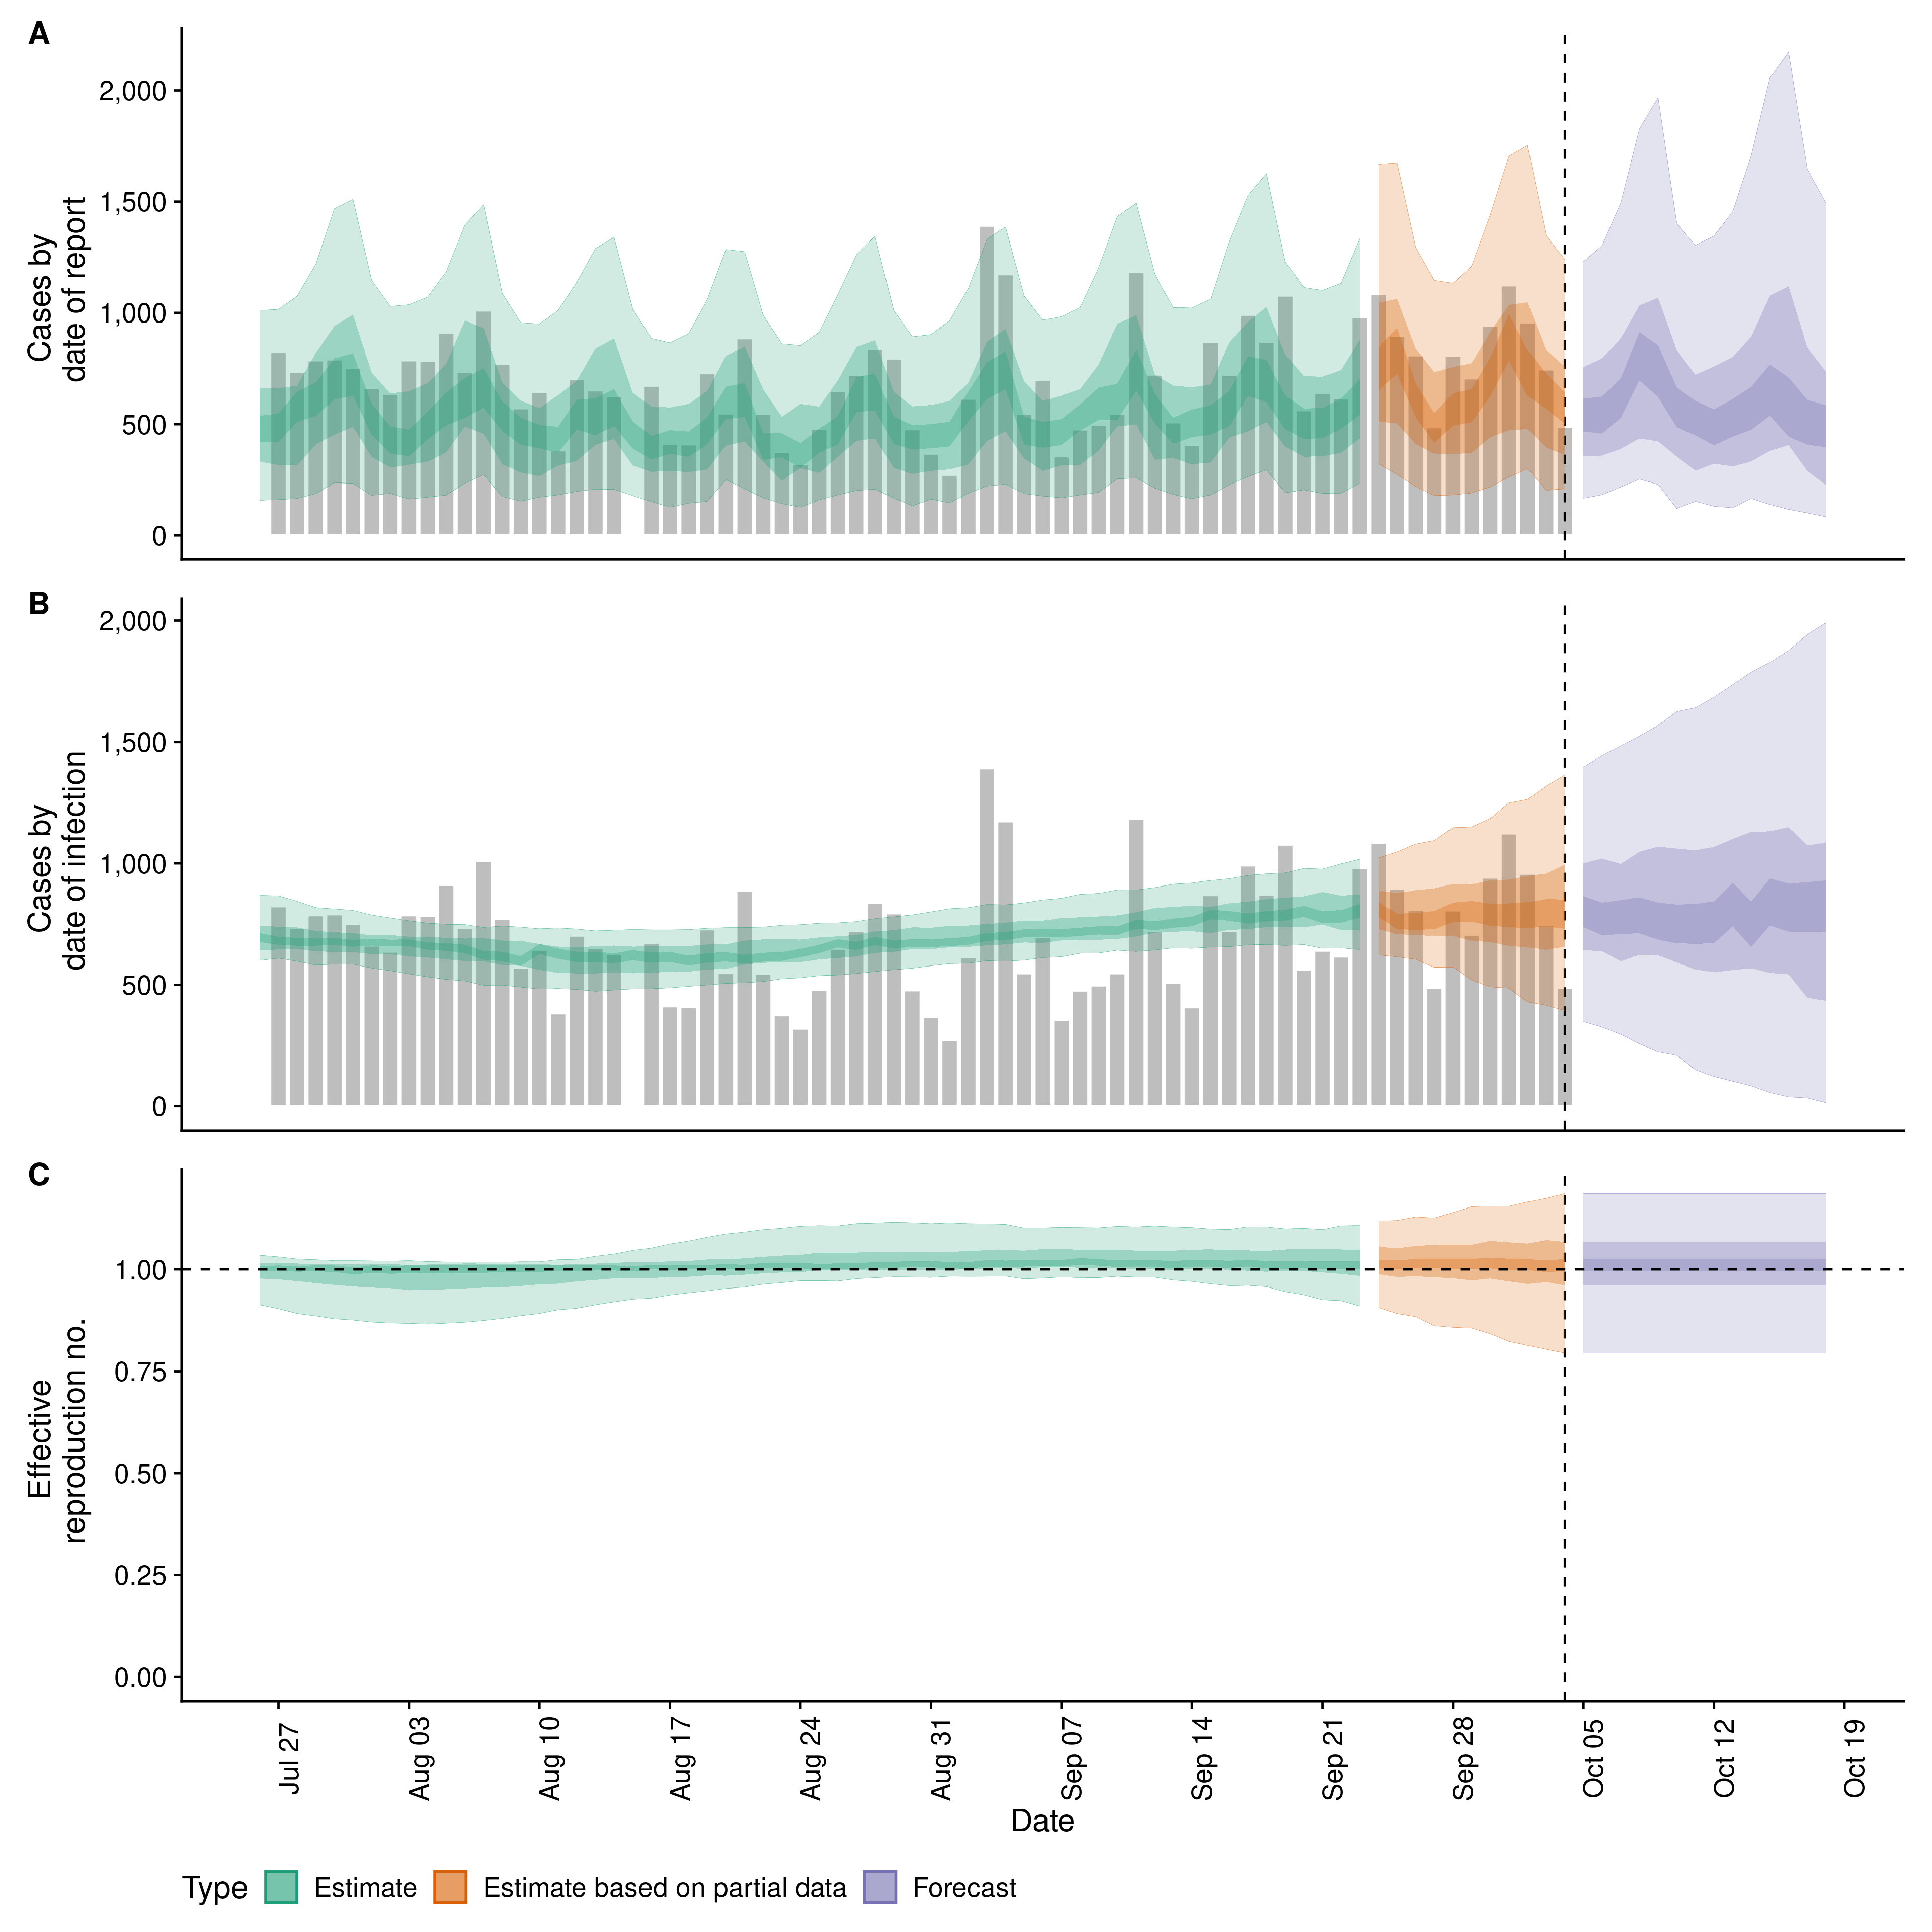 A
Cases by
date of report
2,000
1,500
1,000
500
0
B
Cases by
date of infection
2,000
1,500
1,000
500
0
C
Effective
reproduction no.
1.00
0.75
0.50
0.25
0.00
Jul 27
Aug 03
Aug 10
Aug 17
Aug 24
Aug 31
Sep 07
Sep 14
Sep 21
Sep 28
Oct 05
Oct 12
Oct 19
Date
Type Estimate Estimate based on partial data Forecast